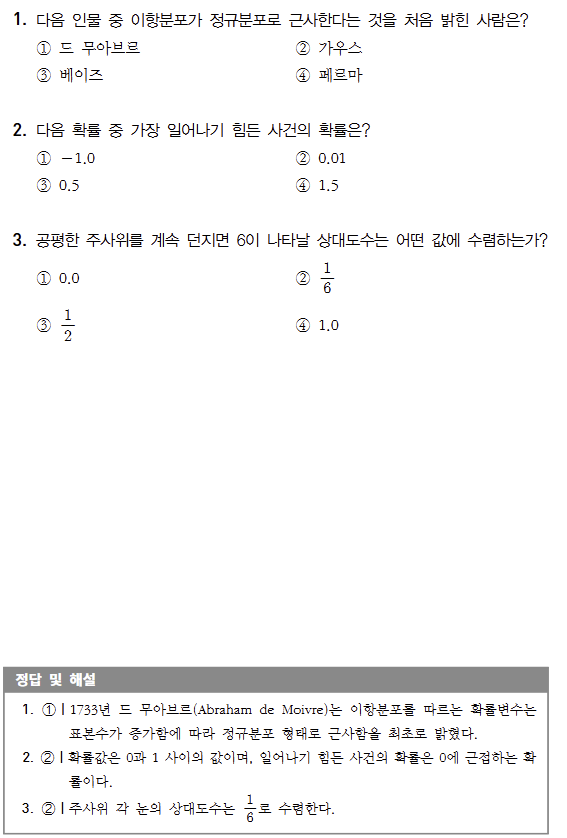 1. 다음 인물 중 이항분포가 정규분포로 근사한다는 것을 처음 밝힌 사람은?
① 드 무아브르 ② 가우스
③ 베이즈 ④ 페르마
2. 다음 확률 중 가장 일어나기 힘든 사건의 확률은?
① −1.0 ② 0.01
③ 0.5 ④ 1.5
3. 공평한 주사위를 계속 던지면 6이 나타날 상대도수는 어떤 값에 수렴하는가?
① 0.0 ② 1/6
③ 1/2 ④ 1.0
정답 및 해설
1. ① | 1733년 드 무아브르(Abraham de Moivre)는 이항분포를 따르는 확률변수는
표본수가 증가함에 따라 정규분포 형태로 근사함을 최초로 밝혔다.
2. ② | 확률값은 0과 1 사이의 값이며, 일어나기 힘든 사건의 확률은 0에 근접하는 확
률이다.
3. ② | 주사위 각 눈의 상대도수는 1/6로 수렴한다.